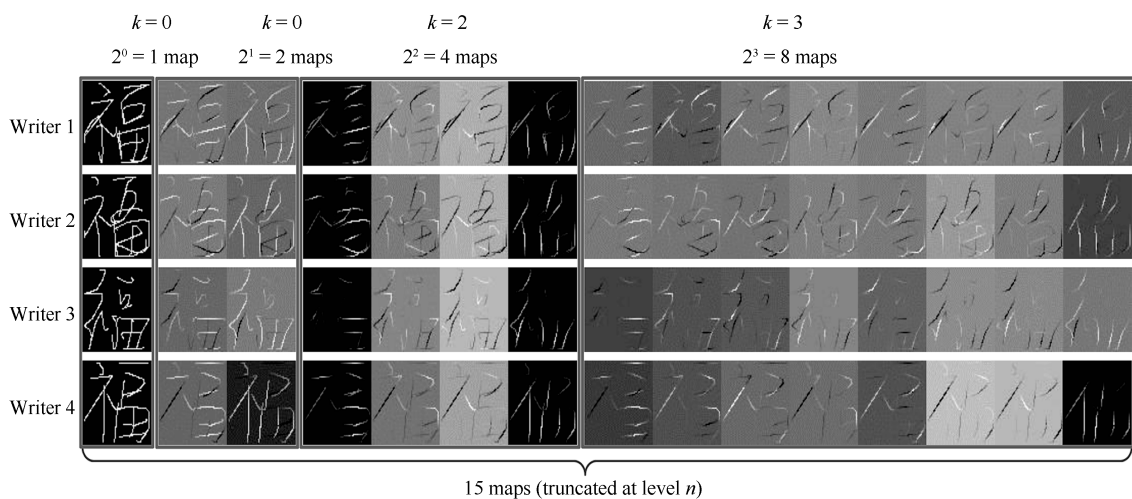 k = 0 k = 0 k = 2 k = 3
2⁰ = 1 map 2¹ = 2 maps 2² = 4 maps 2³ = 8 maps
Writer 1 福
Writer 2 福
Writer 3 福
Writer 4 福
15 maps (truncated at level n)